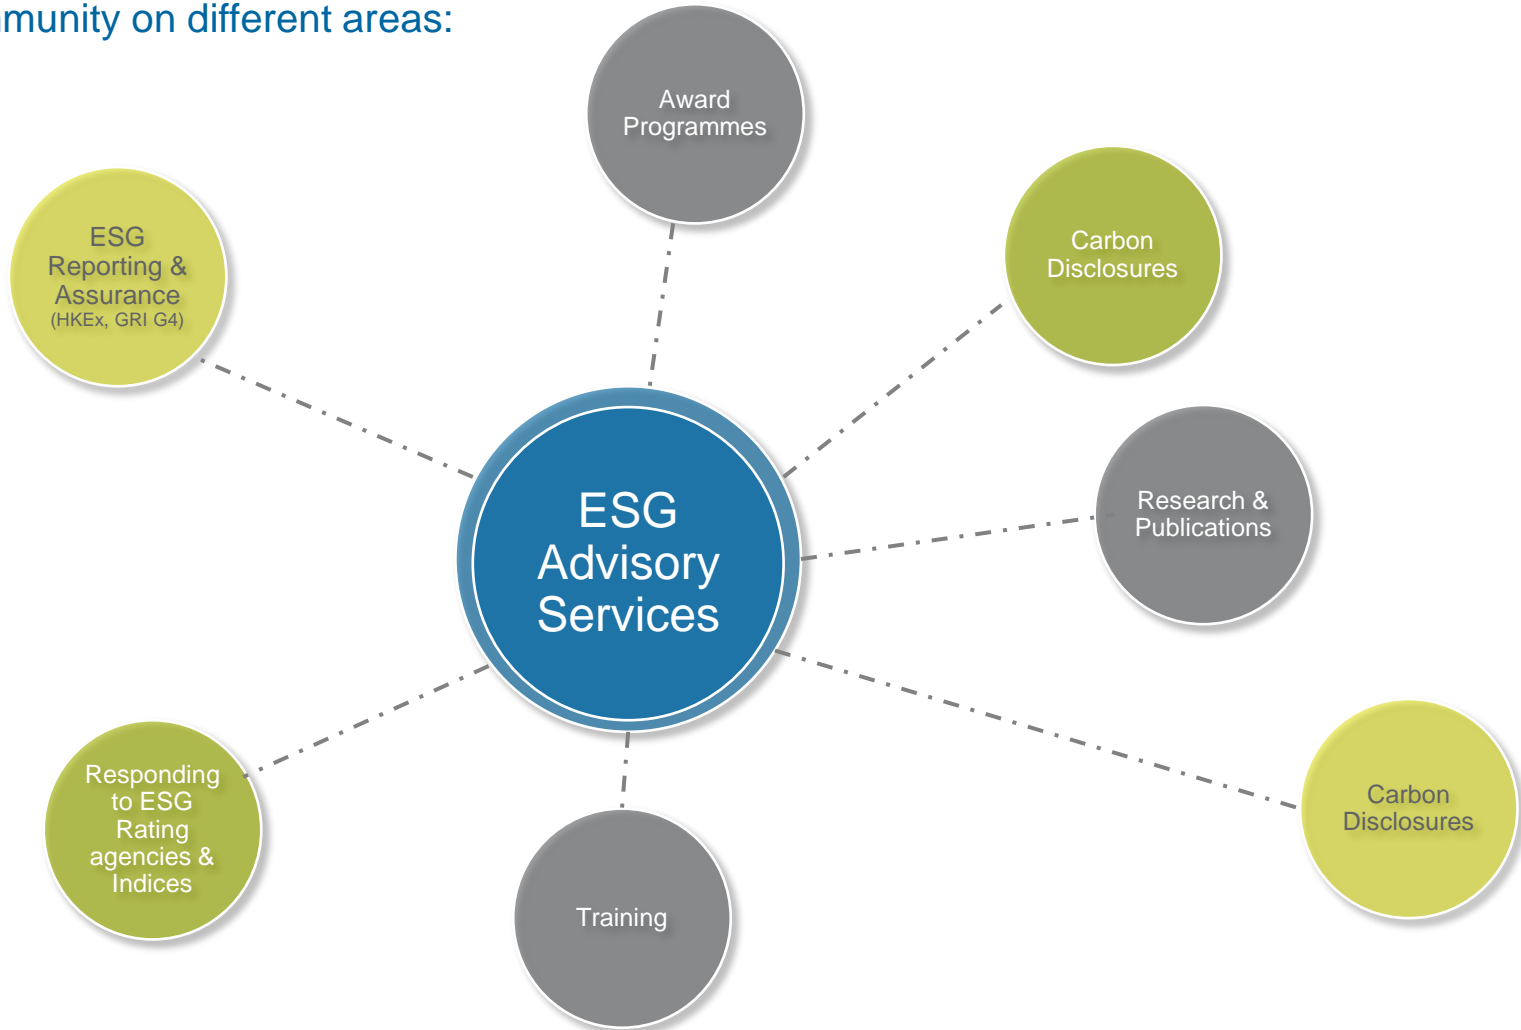 munity on different areas:
Award
Programmes
Carbon
Disclosures
ESG
Reporting &
Assurance
(HKEx, GRI G4)
Research &
Publications
ESG
Advisory
Services
Responding
to ESG
Rating
agencies &
Indices
Training
Carbon
Disclosures